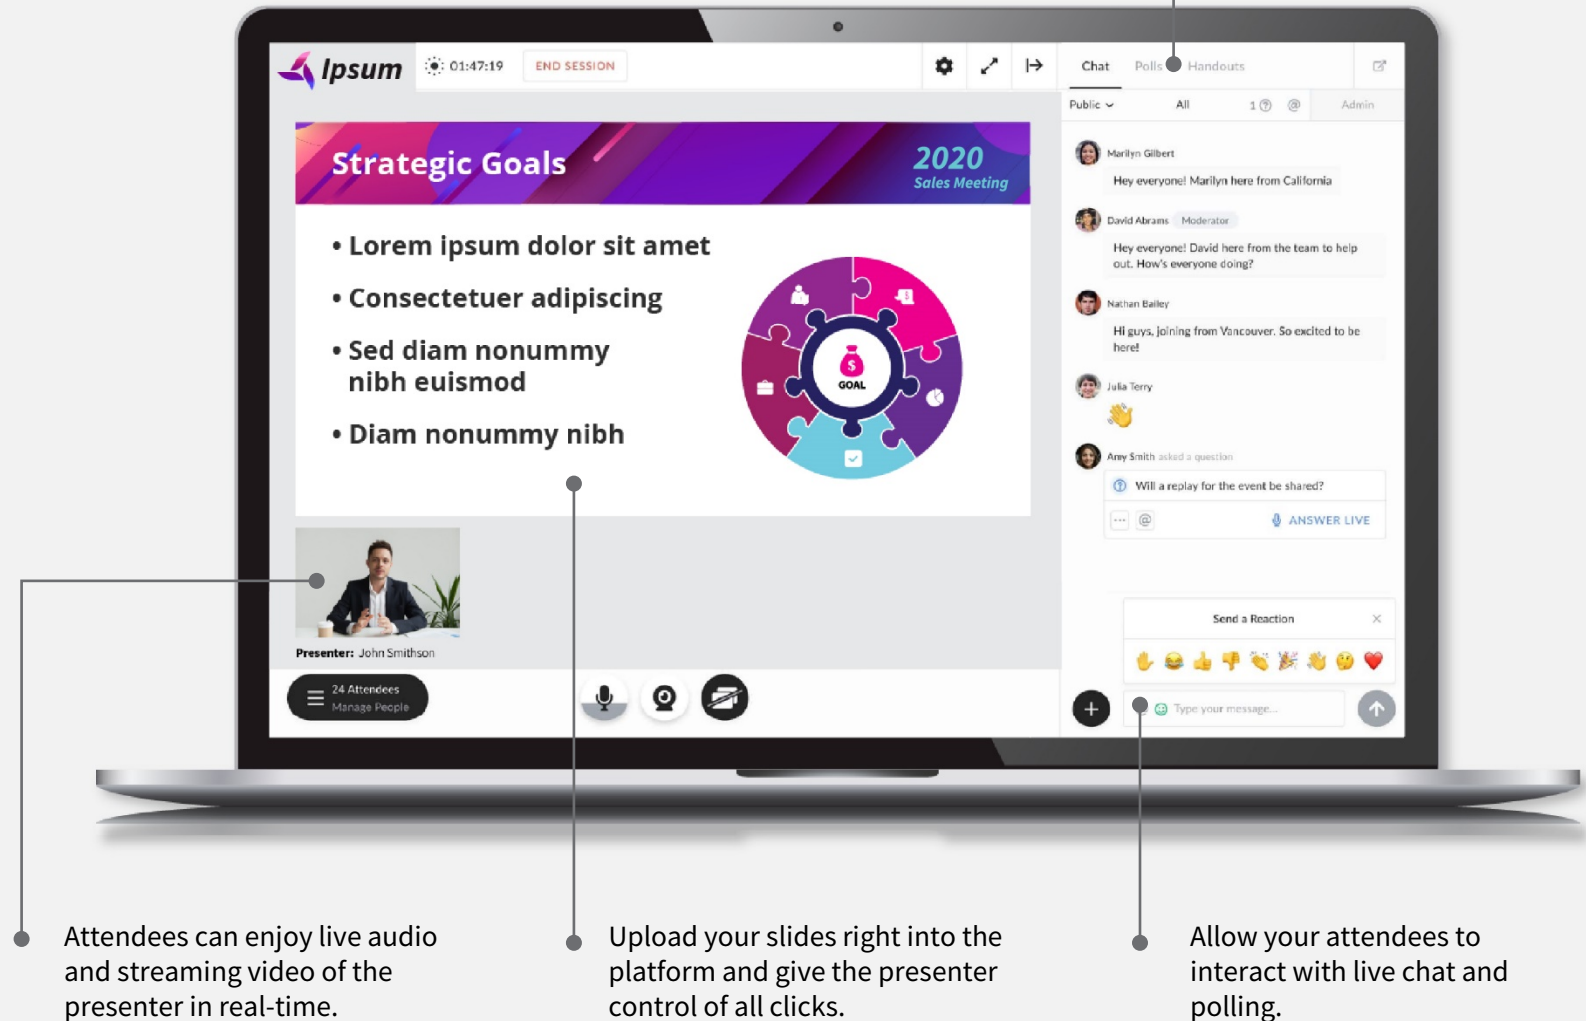 Ipsum
01:47:19
END SESSION
Chat Polls Handouts
Public All 1 @ Admin
Strategic Goals
2020
Sales Meeting
• Lorem ipsum dolor sit amet
• Consectetuer adipiscing
• Sed diam nonummy
nibh euismod
• Diam nonummy nibh
$
GOAL
Presenter: John Smithson
24 Attendees
Manage People
Marilyn Gilbert
Hey everyone! Marilyn here from California
David Abrams Moderator
Hey everyone! David here from the team to help
out. How's everyone doing?
Nathan Bailey
Hi guys, joining from Vancouver. So excited to be
here!
Julia Terry
Amy Smith asked a question
Will a replay for the event be shared?
@ ANSWER LIVE
Send a Reaction
Type your message...
Attendees can enjoy live audio
and streaming video of the
presenter in real-time.
Upload your slides right into the
platform and give the presenter
control of all clicks.
Allow your attendees to
interact with live chat and
polling.